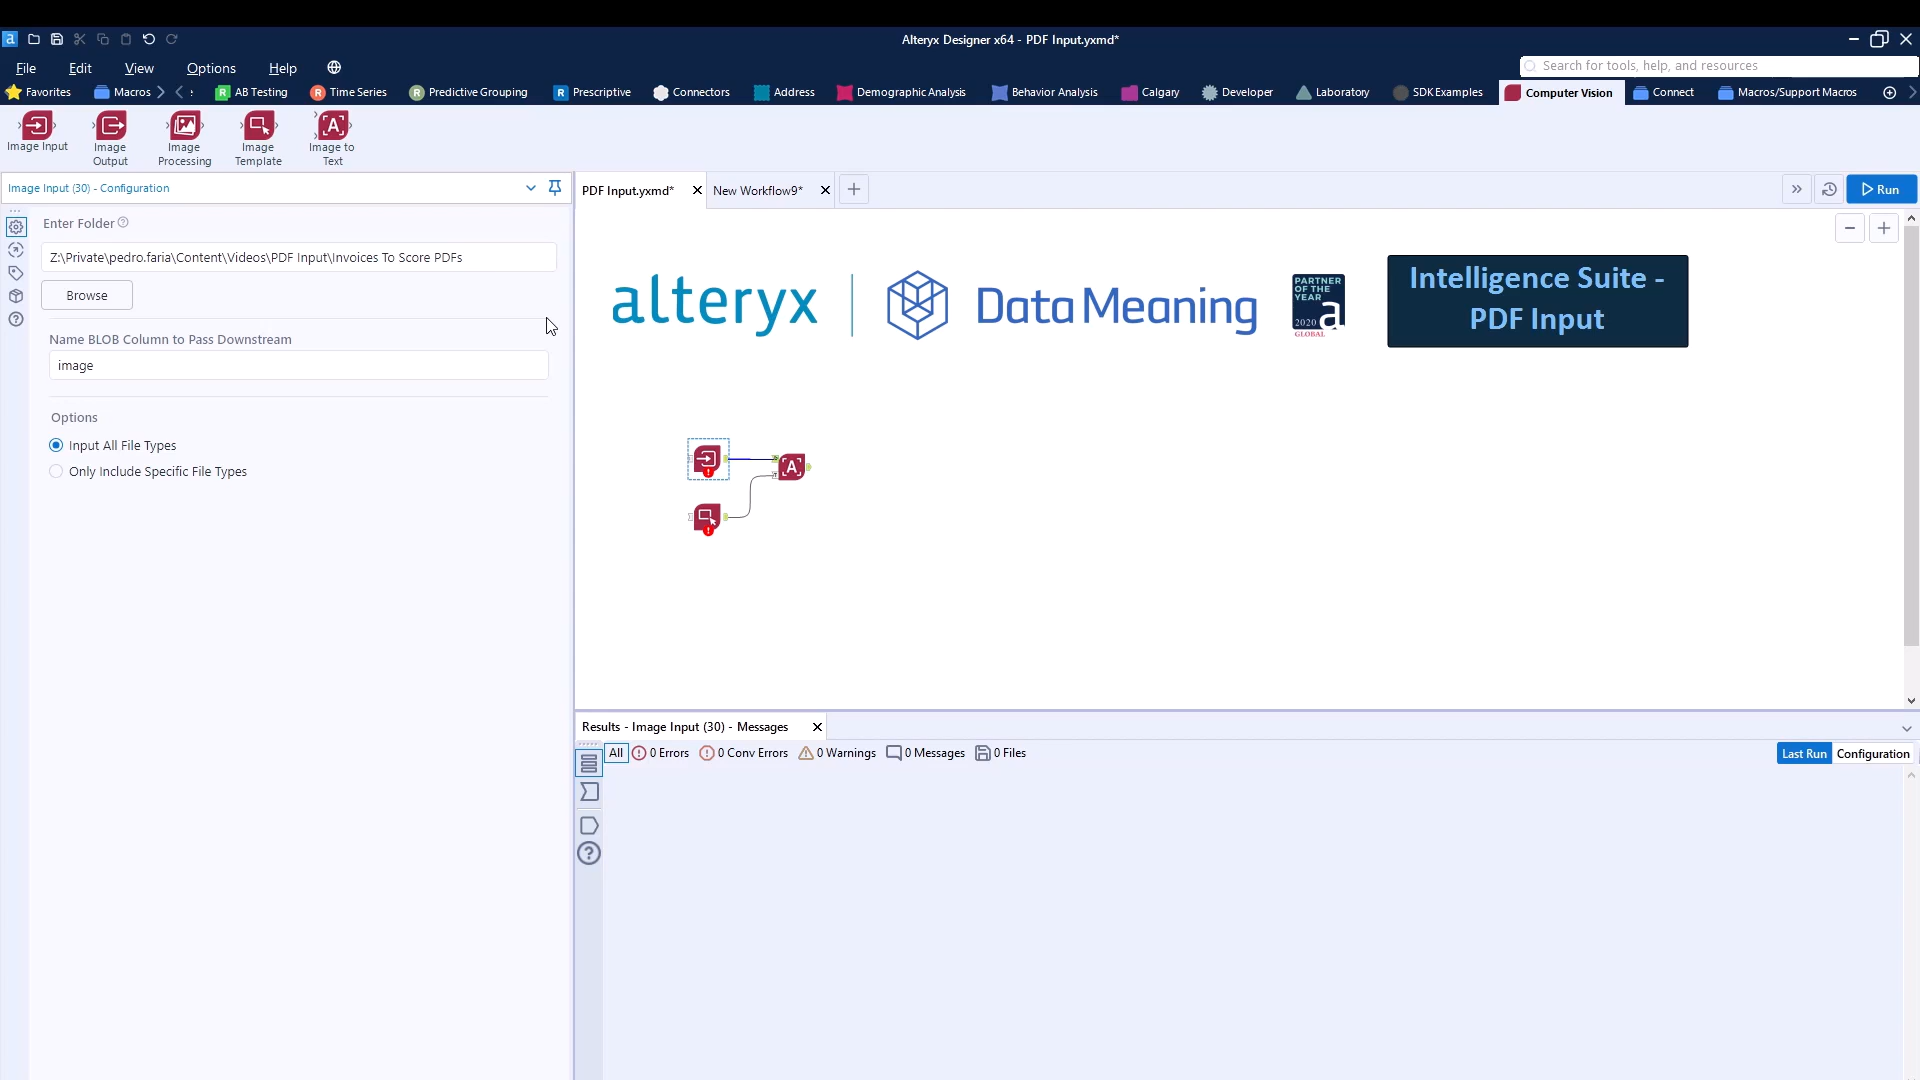 Alteryx Designer x64 - PDF Input.yxmd*
File Edit View Options Help
Search for tools, help, and resources
Favorites Macros AB Testing Time Series Predictive Grouping Prescriptive Connectors Address Demographic Analysis Behavior Analysis Calgary Developer Laboratory SDK Examples Computer Vision Connect Macros/Support Macros
Image Input
Image Output
Image Processing
Image Template
Image to Text
Image Input (30) - Configuration
PDF Input.yxmd* New Workflow9* Run
Enter Folder
Z:\Private\pedro.faria\Content\Videos\PDF Input\Invoices To Score PDFs
Browse
Name BLOB Column to Pass Downstream
image
Options
Input All File Types
Only Include Specific File Types
alteryx
Data Meaning
PARTNER
OF THE
YEAR
2020 a
GLOBAL
Intelligence Suite -
PDF Input
Results - Image Input (30) - Messages
All 0 Errors 0 Conv Errors 0 Warnings 0 Messages 0 Files Last Run Configuration